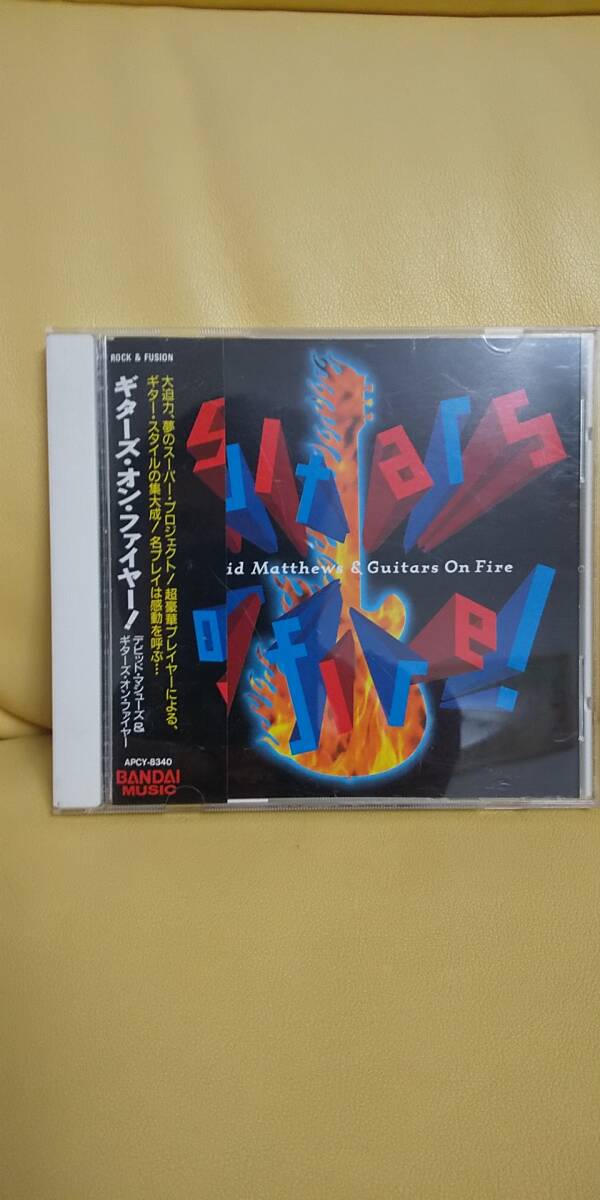 ROCK & FUSION
大迫力、夢のスーパー・プロジェクト! 超豪華プレイヤーによる、
ギター・スタイルの集大成! 名プレイは感動を呼ぶ…
ギターズ・オン・ファイヤー!
デビッド・マシューズ &
ギターズ・オン・ファイヤー
APCY-8340
BANDAI
MUSIC
guitars
id Matthews & Guitars On Fire
on fire!